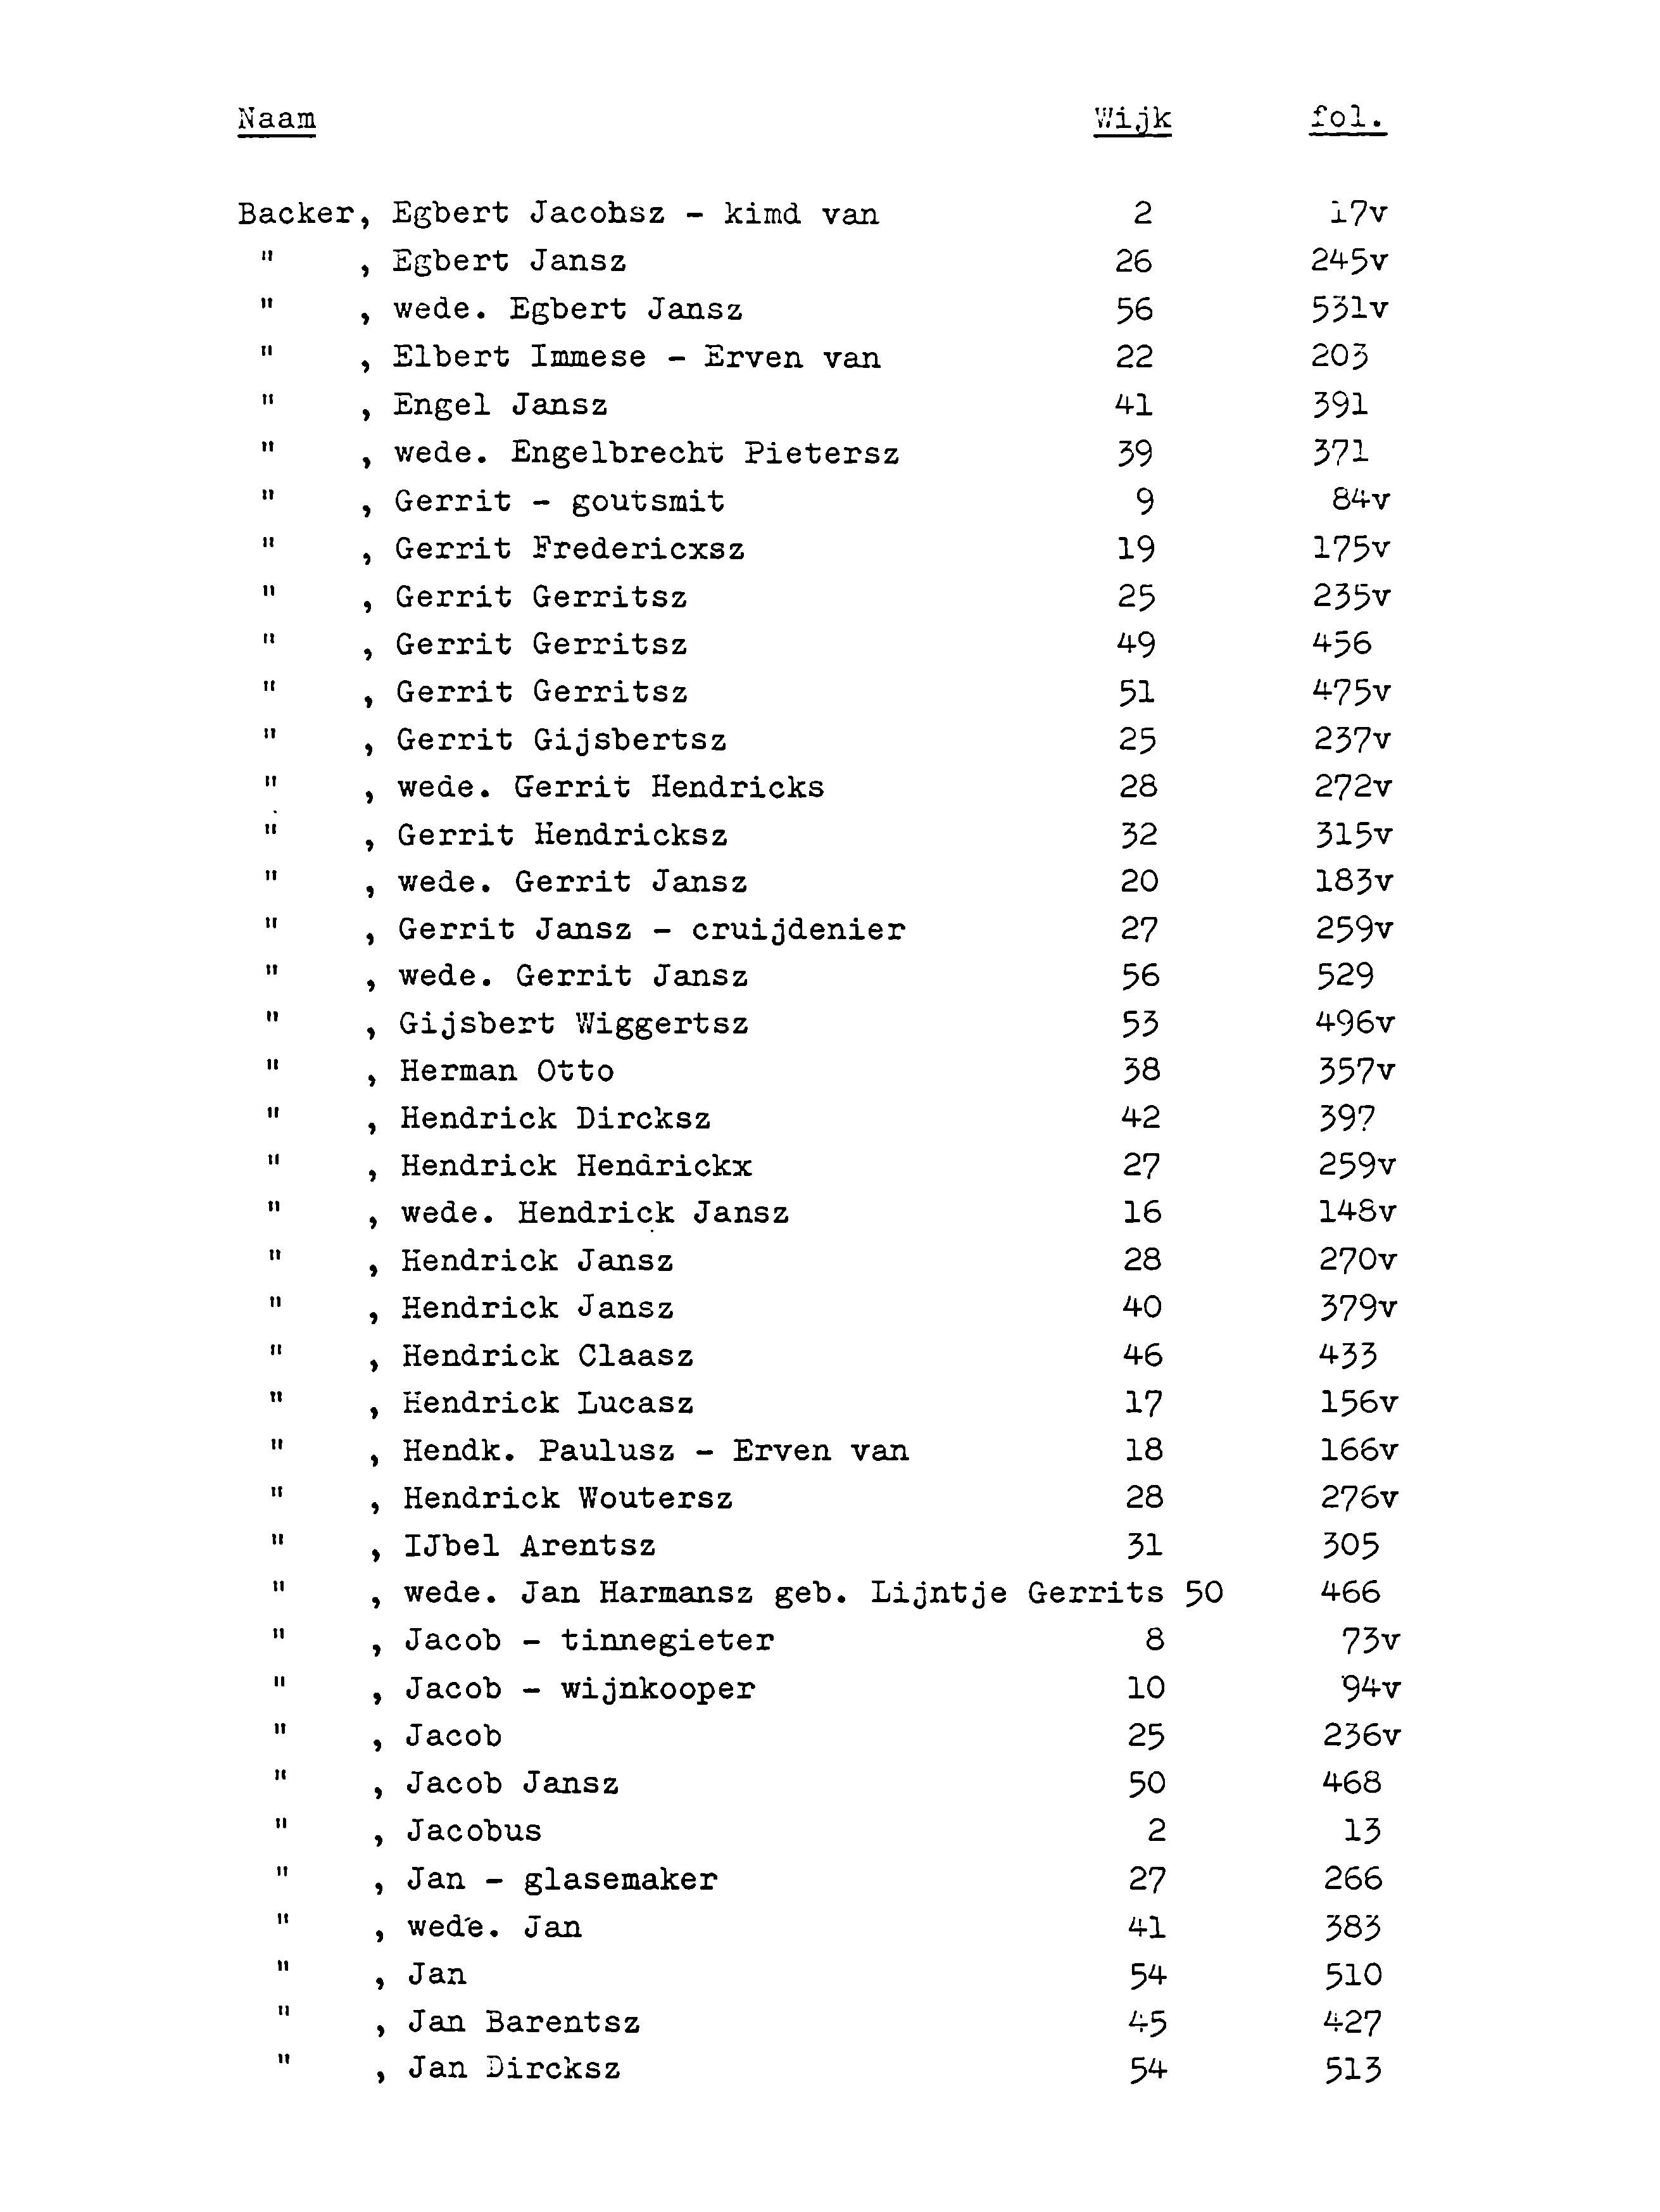 Naam Wijk fol.
Backer, Egbert Jacobsz - kimd van 2 17v
" , Egbert Jansz 26 245v
" , wede. Egbert Jansz 56 531v
" , Elbert Immese - Erven van 22 203
" , Engel Jansz 41 391
" , wede. Engelbrecht Pietersz 39 371
" , Gerrit - goutsmit 9 84v
" , Gerrit Fredericxsz 19 175v
" , Gerrit Gerritsz 25 235v
" , Gerrit Gerritsz 49 456
" , Gerrit Gerritsz 51 475v
" , Gerrit Gijsbertsz 25 237v
" , wede. Gerrit Hendricks 28 272v
" , Gerrit Hendricksz 32 315v
" , wede. Gerrit Jansz 20 183v
" , Gerrit Jansz - cruijdenier 27 259v
" , wede. Gerrit Jansz 56 529
" , Gijsbert Wiggertsz 53 496v
" , Herman Otto 38 357v
" , Hendrick Dircksz 42 39?
" , Hendrick Hendrickx 27 259v
" , wede. Hendrick Jansz 16 148v
" , Hendrick Jansz 28 270v
" , Hendrick Jansz 40 379v
" , Hendrick Claasz 46 433
" , Hendrick Lucasz 17 156v
" , Hendk. Paulusz - Erven van 18 166v
" , Hendrick Woutersz 28 276v
" , IJbel Arentsz 31 305
" , wede. Jan Harmansz geb. Lijntje Gerrits 50 466
" , Jacob - tinnegieter 8 73v
" , Jacob - wijnkooper 10 94v
" , Jacob 25 236v
" , Jacob Jansz 50 468
" , Jacobus 2 13
" , Jan - glasemaker 27 266
" , wede. Jan 41 383
" , Jan 54 510
" , Jan Barentsz 45 427
" , Jan Dircksz 54 513